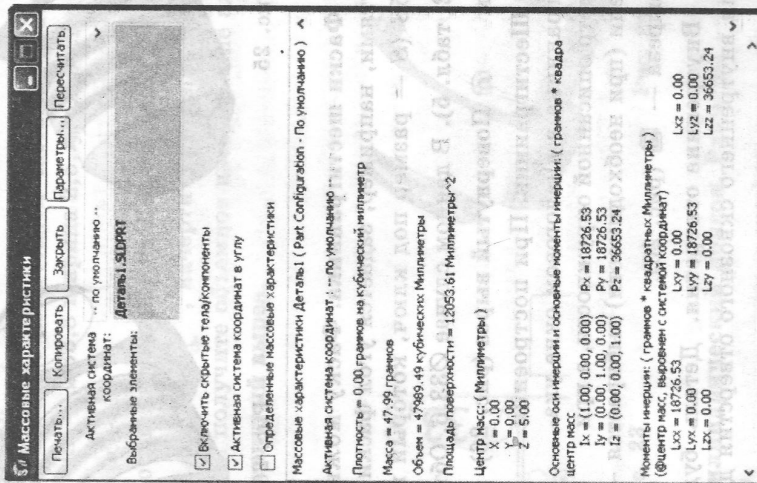 Массовые характеристики
Печать... Копировать Закрыть Параметры... Пересчитать
Активная система координат: -- по умолчанию --
Деталь1.SLDPRT
Выбранные элементы:
Включить скрытые тела/компоненты
Активная система координат в углу
Определенные массовые характеристики
Массовые характеристики Деталь1 ( Part Configuration - По умолчанию )
Активная система координат : -- по умолчанию --
Плотность = 0.00 граммов на кубический миллиметр
Масса = 47.99 граммов
Объем = 47989.49 кубических Миллиметры
Площадь поверхности = 12053.61 Миллиметры^2
Центр масс: ( Миллиметры )
X = 0.00
Y = 0.00
Z = 5.00
Основные оси инерции и основные моменты инерции: ( граммов * квадра
центр масс
Ix = (1.00, 0.00, 0.00) Px = 18726.53
Iy = (0.00, 1.00, 0.00) Py = 18726.53
Iz = (0.00, 0.00, 1.00) Pz = 36653.24
Моменты инерции: ( граммов * квадратных Миллиметры )
(@центр масс, выровнен с системой координат)
Lxx = 18726.53 Lxy = 0.00 Lxz = 0.00
Lyx = 0.00 Lyy = 18726.53 Lyz = 0.00
Lzx = 0.00 Lzy = 0.00 Lzz = 36653.24